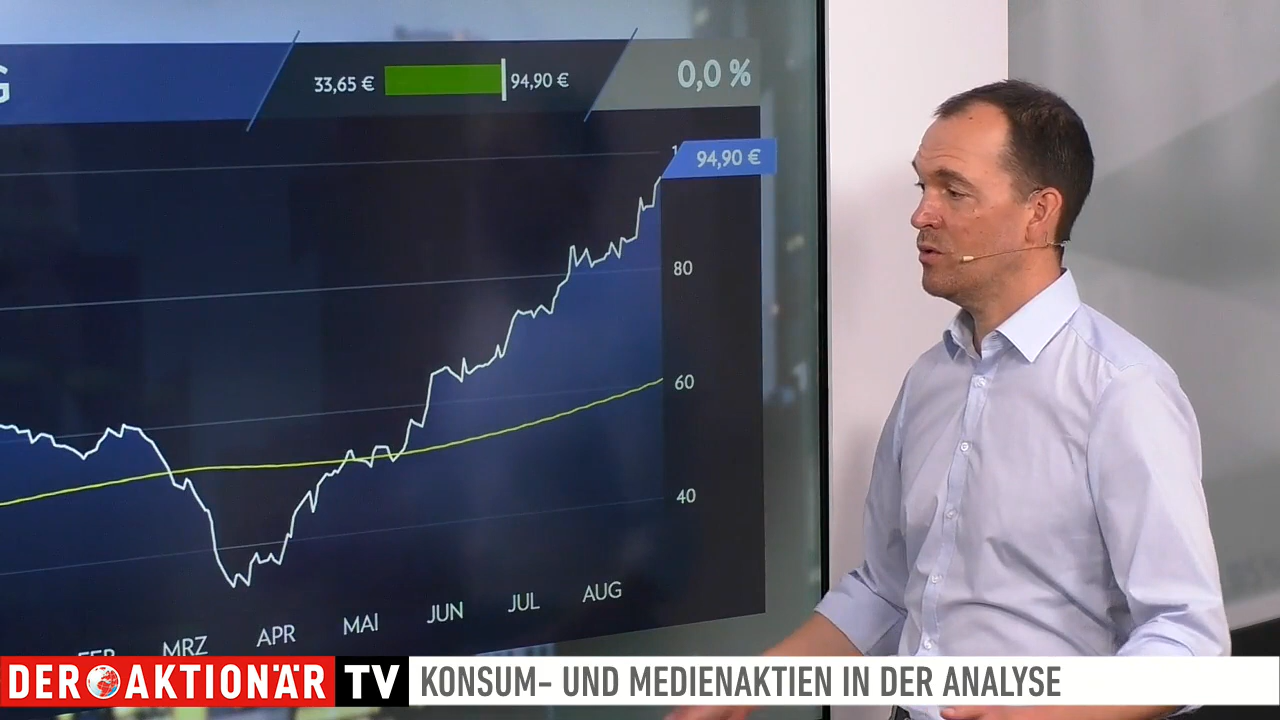 G
33,65 € 94,90 €
0,0 %
94,90 €
80
60
40
MRZ APR MAI JUN JUL AUG
DER AKTIONÄR TV
KONSUM- UND MEDIENAKTIEN IN DER ANALYSE